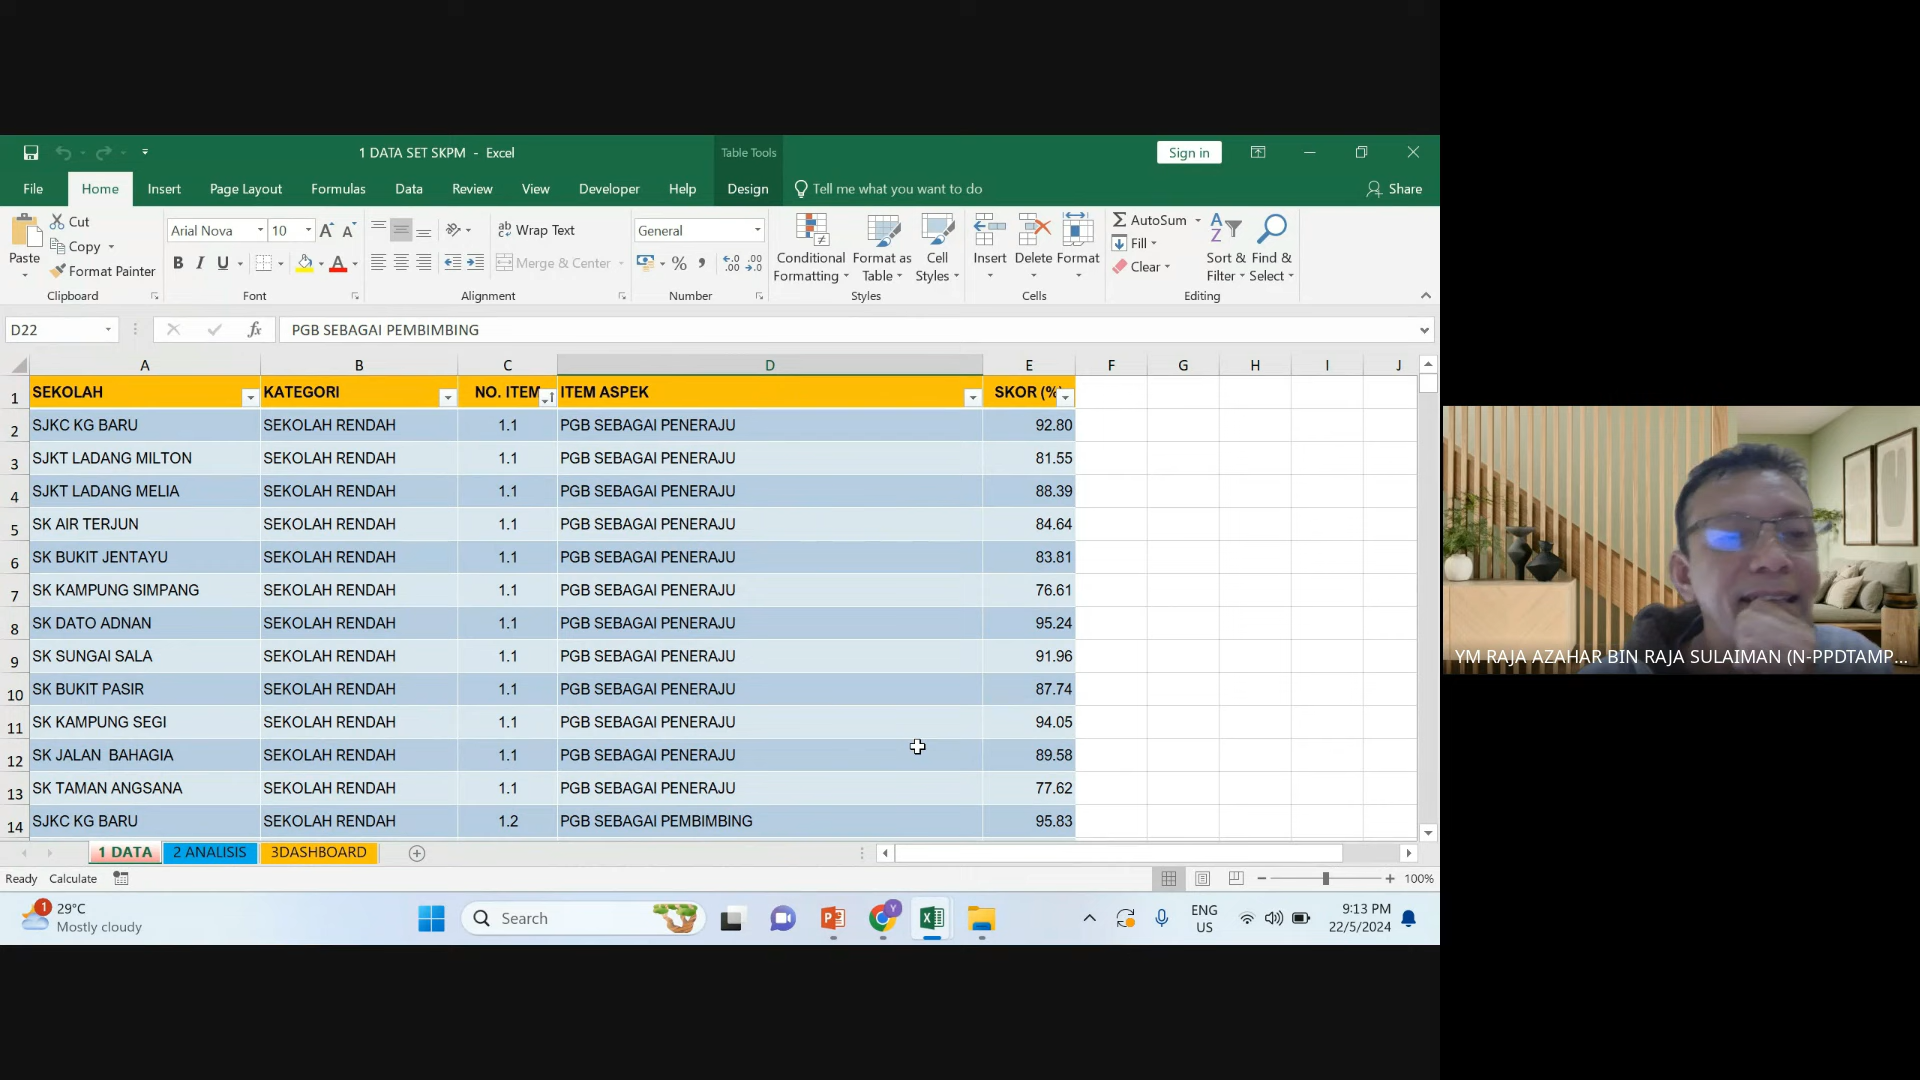 1 DATA SET SKPM - Excel
Table Tools
Sign in
File Home Insert Page Layout Formulas Data Review View Developer Help Design Tell me what you want to do Share
Cut
Copy
Format Painter
Paste
Clipboard
Arial Nova 10
B I U
Font
Wrap Text
Merge & Center
Alignment
General
Number
Conditional Formatting
Format as Table
Cell Styles
Styles
Insert Delete Format
Cells
AutoSum
Fill
Clear
Sort & Filter
Find & Select
Editing
D22 fx PGB SEBAGAI PEMBIMBING
A B C D E F G H I J
1 SEKOLAH KATEGORI NO. ITEM ITEM ASPEK SKOR (%
2 SJKC KG BARU SEKOLAH RENDAH 1.1 PGB SEBAGAI PENERAJU 92.80
3 SJKT LADANG MILTON SEKOLAH RENDAH 1.1 PGB SEBAGAI PENERAJU 81.55
4 SJKT LADANG MELIA SEKOLAH RENDAH 1.1 PGB SEBAGAI PENERAJU 88.39
5 SK AIR TERJUN SEKOLAH RENDAH 1.1 PGB SEBAGAI PENERAJU 84.64
6 SK BUKIT JENTAYU SEKOLAH RENDAH 1.1 PGB SEBAGAI PENERAJU 83.81
7 SK KAMPUNG SIMPANG SEKOLAH RENDAH 1.1 PGB SEBAGAI PENERAJU 76.61
8 SK DATO ADNAN SEKOLAH RENDAH 1.1 PGB SEBAGAI PENERAJU 95.24
9 SK SUNGAI SALA SEKOLAH RENDAH 1.1 PGB SEBAGAI PENERAJU 91.96
10 SK BUKIT PASIR SEKOLAH RENDAH 1.1 PGB SEBAGAI PENERAJU 87.74
11 SK KAMPUNG SEGI SEKOLAH RENDAH 1.1 PGB SEBAGAI PENERAJU 94.05
12 SK JALAN BAHAGIA SEKOLAH RENDAH 1.1 PGB SEBAGAI PENERAJU 89.58
13 SK TAMAN ANGSANA SEKOLAH RENDAH 1.1 PGB SEBAGAI PENERAJU 77.62
14 SJKC KG BARU SEKOLAH RENDAH 1.2 PGB SEBAGAI PEMBIMBING 95.83
1 DATA 2 ANALISIS 3DASHBOARD
Ready Calculate 100%
1 29°C
Mostly cloudy
Search
Y
ENG
US
9:13 PM
22/5/2024
YM RAJA AZAHAR BIN RAJA SULAIMAN (N-PPDTAMP...